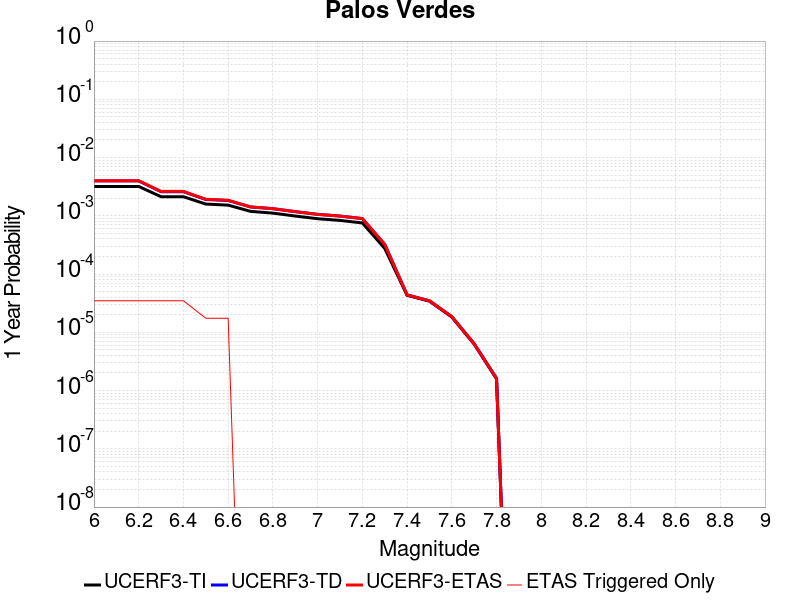 Palos Verdes
10^0
10^-1
10^-2
10^-3
10^-4
10^-5
10^-6
10^-7
10^-8
1 Year Probability
6 6.2 6.4 6.6 6.8 7 7.2 7.4 7.6 7.8 8 8.2 8.4 8.6 8.8 9
Magnitude
UCERF3-TI UCERF3-TD UCERF3-ETAS ETAS Triggered Only